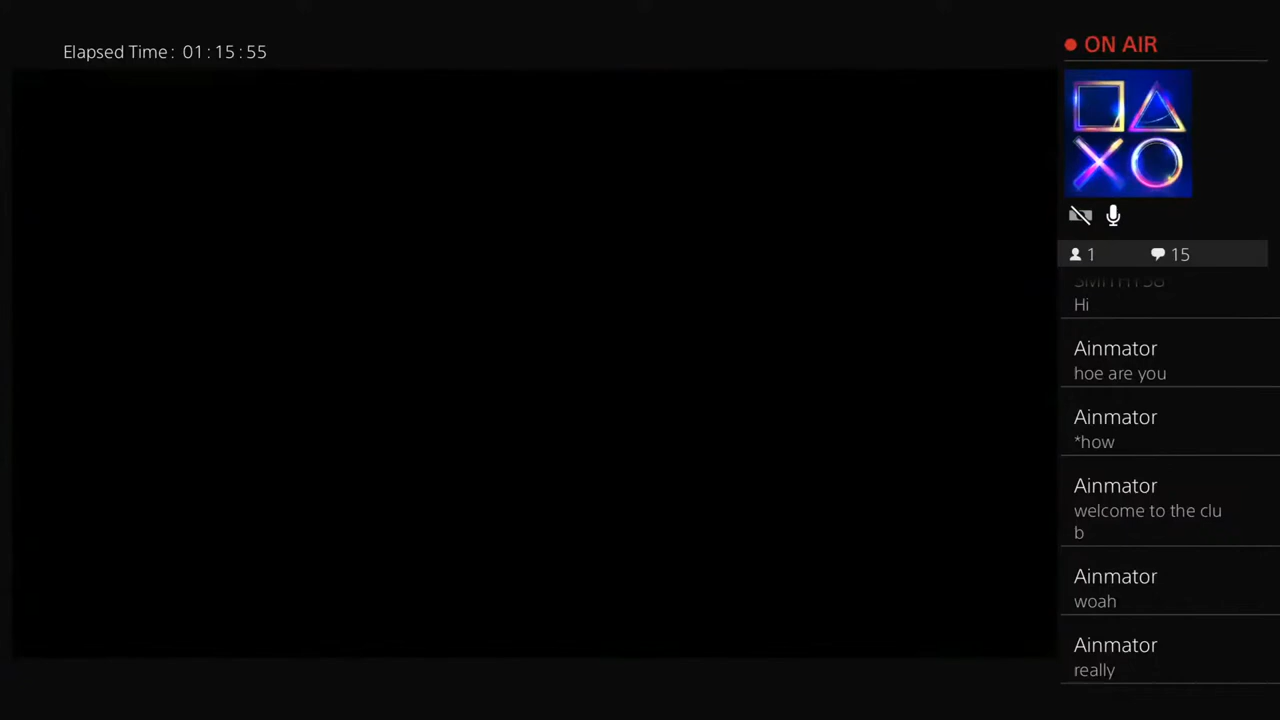 Elapsed Time: 01:15:55
ON AIR
1
15
Hi
Ainmator
hoe are you
Ainmator
*how
Ainmator
welcome to the clu
b
Ainmator
woah
Ainmator
really